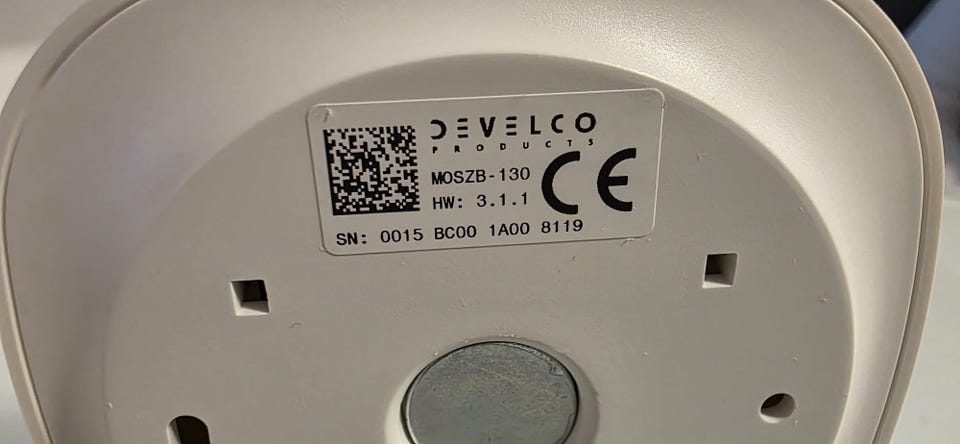 DEVELCO
PRODUCTS
MOSZB-130
HW: 3.1.1
CE
SN: 0015 BC00 1A00 8119